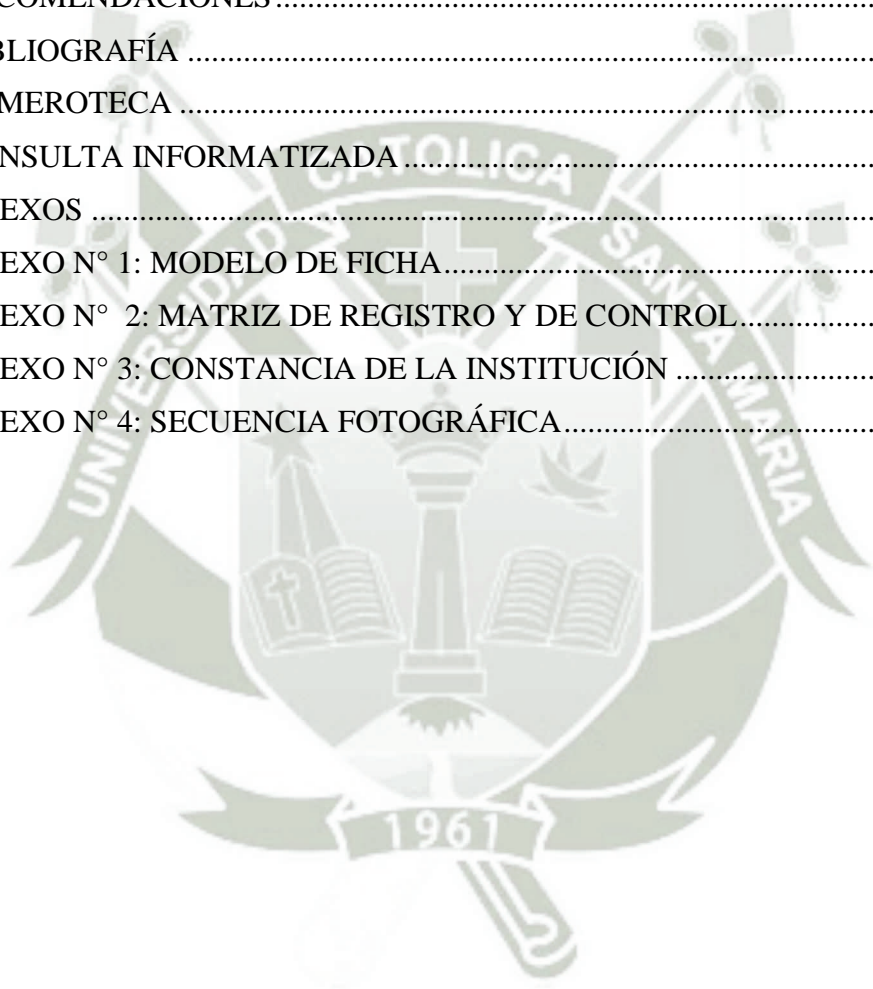 COMENDACIONES
BLIOGRAFÍA
MEROTECA
NSULTA INFORMATIZADA
EXOS
EXO N° 1: MODELO DE FICHA
EXO N° 2: MATRIZ DE REGISTRO Y DE CONTROL
EXO N° 3: CONSTANCIA DE LA INSTITUCIÓN
EXO N° 4: SECUENCIA FOTOGRÁFICA
UNIVERSIDAD CATOLICA SANTA MARIA
1961